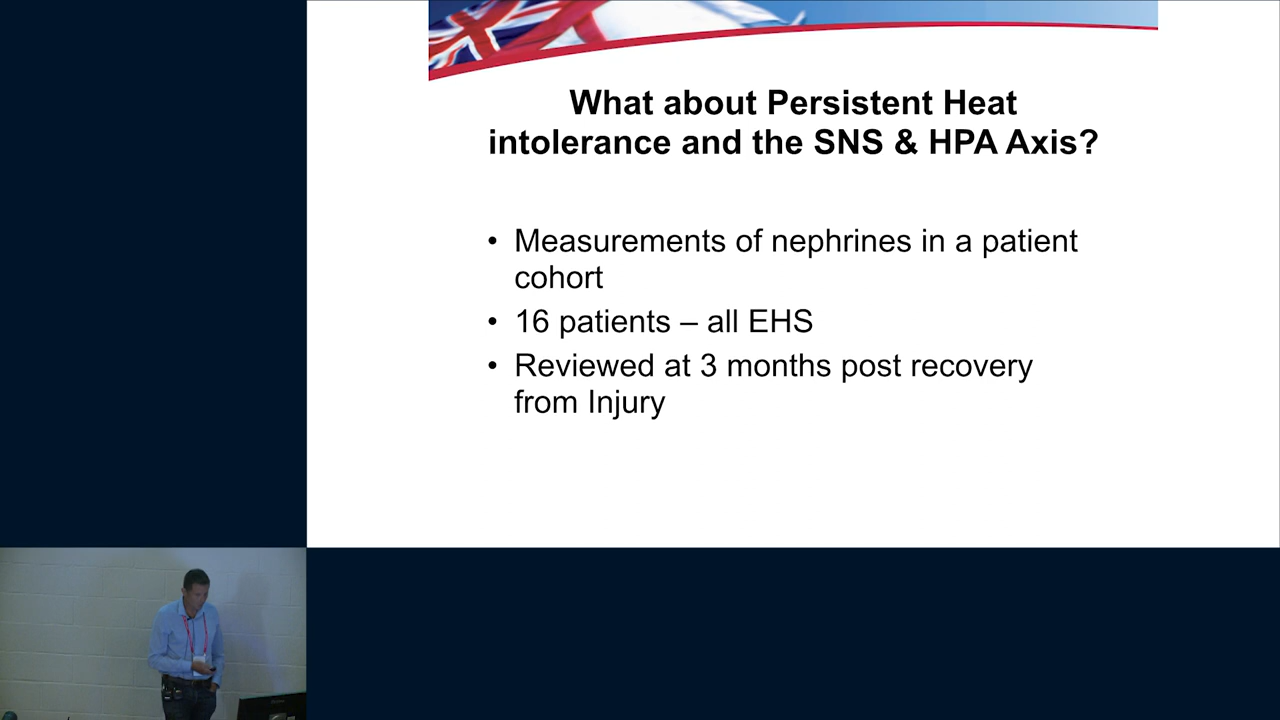 What about Persistent Heat
intolerance and the SNS & HPA Axis?
• Measurements of nephrines in a patient
cohort
• 16 patients – all EHS
• Reviewed at 3 months post recovery
from Injury